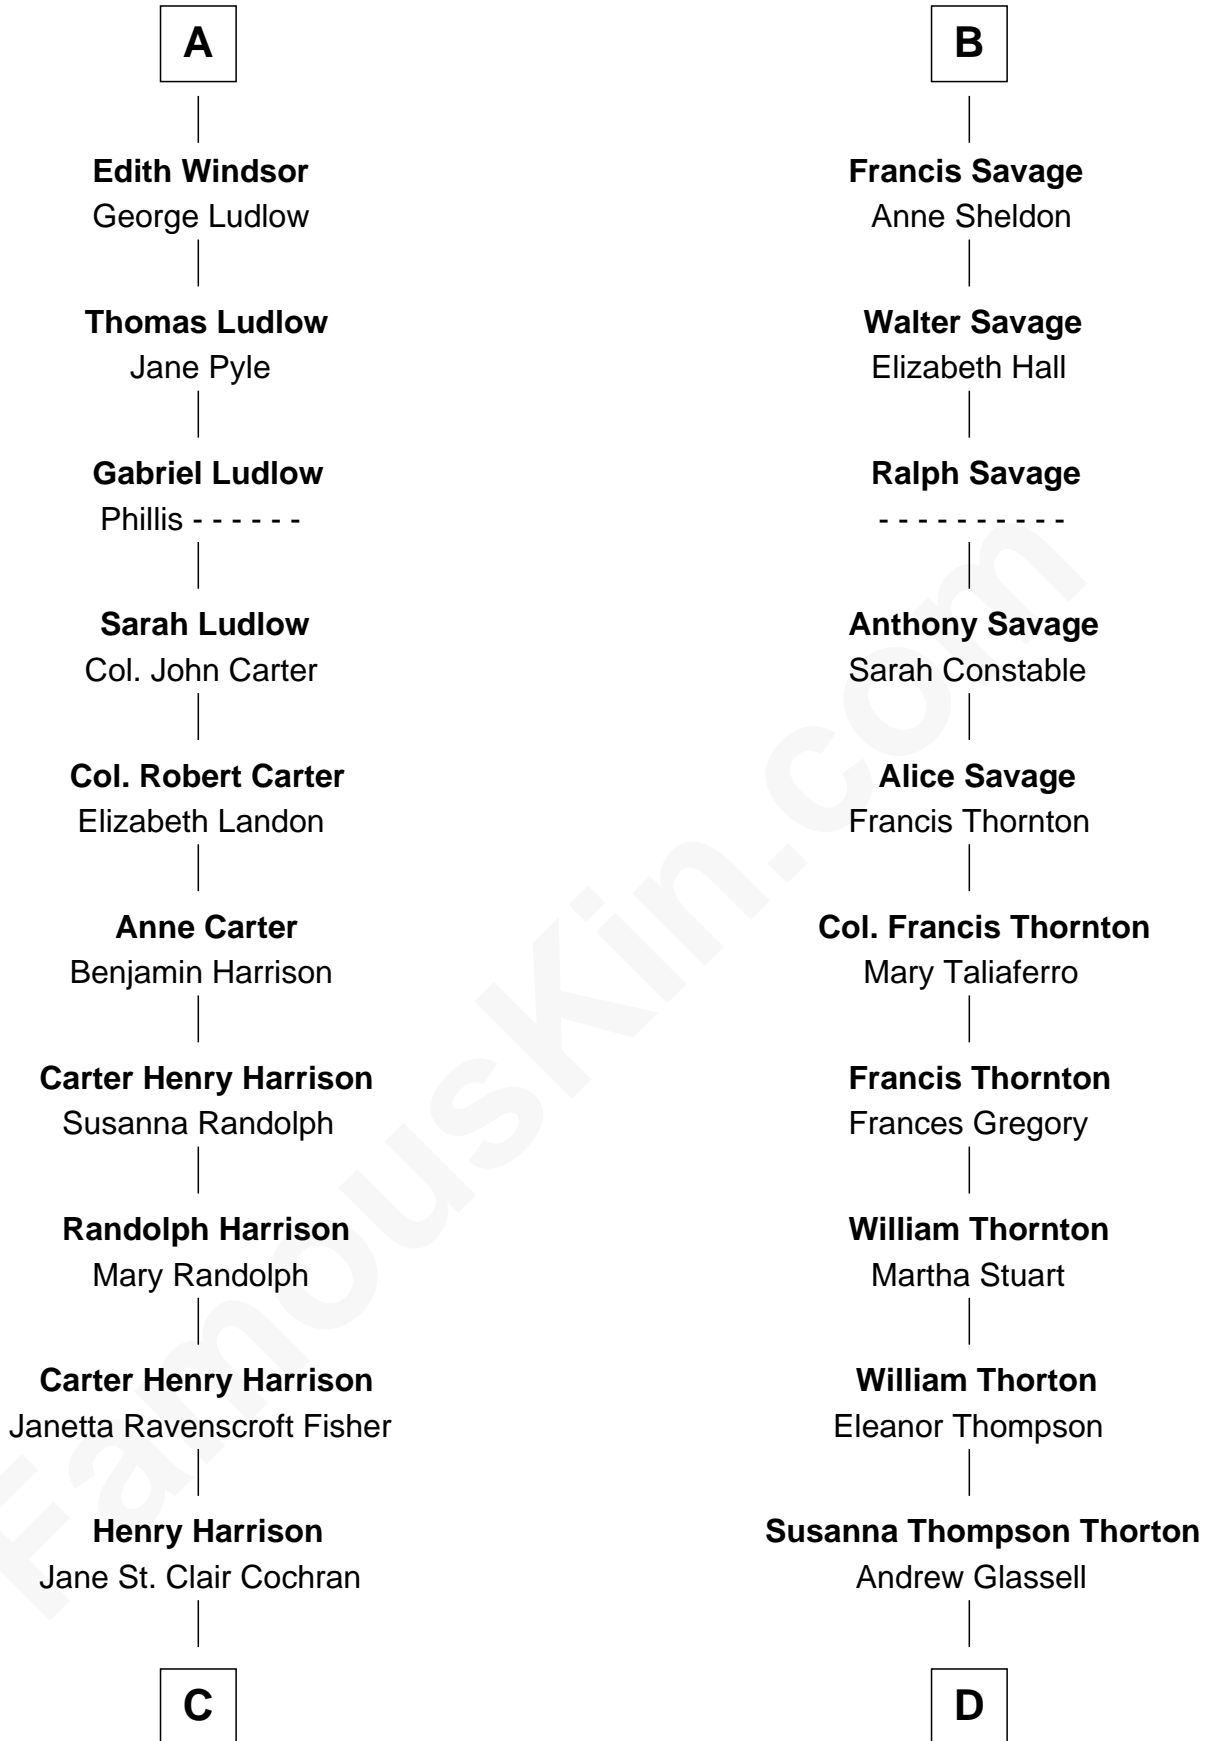 A
Edith Windsor
George Ludlow
Thomas Ludlow
Jane Pyle
Gabriel Ludlow
Phillis - - - - - -
Sarah Ludlow
Col. John Carter
Col. Robert Carter
Elizabeth Landon
Anne Carter
Benjamin Harrison
Carter Henry Harrison
Susanna Randolph
Randolph Harrison
Mary Randolph
Carter Henry Harrison
Janetta Ravenscroft Fisher
Henry Harrison
Jane St. Clair Cochran
C
B
Francis Savage
Anne Sheldon
Walter Savage
Elizabeth Hall
Ralph Savage
- - - - - - - - - -
Anthony Savage
Sarah Constable
Alice Savage
Francis Thornton
Col. Francis Thornton
Mary Taliaferro
Francis Thornton
Frances Gregory
William Thornton
Martha Stuart
William Thorton
Eleanor Thompson
Susanna Thompson Thorton
Andrew Glassell
D
FamousKin.com